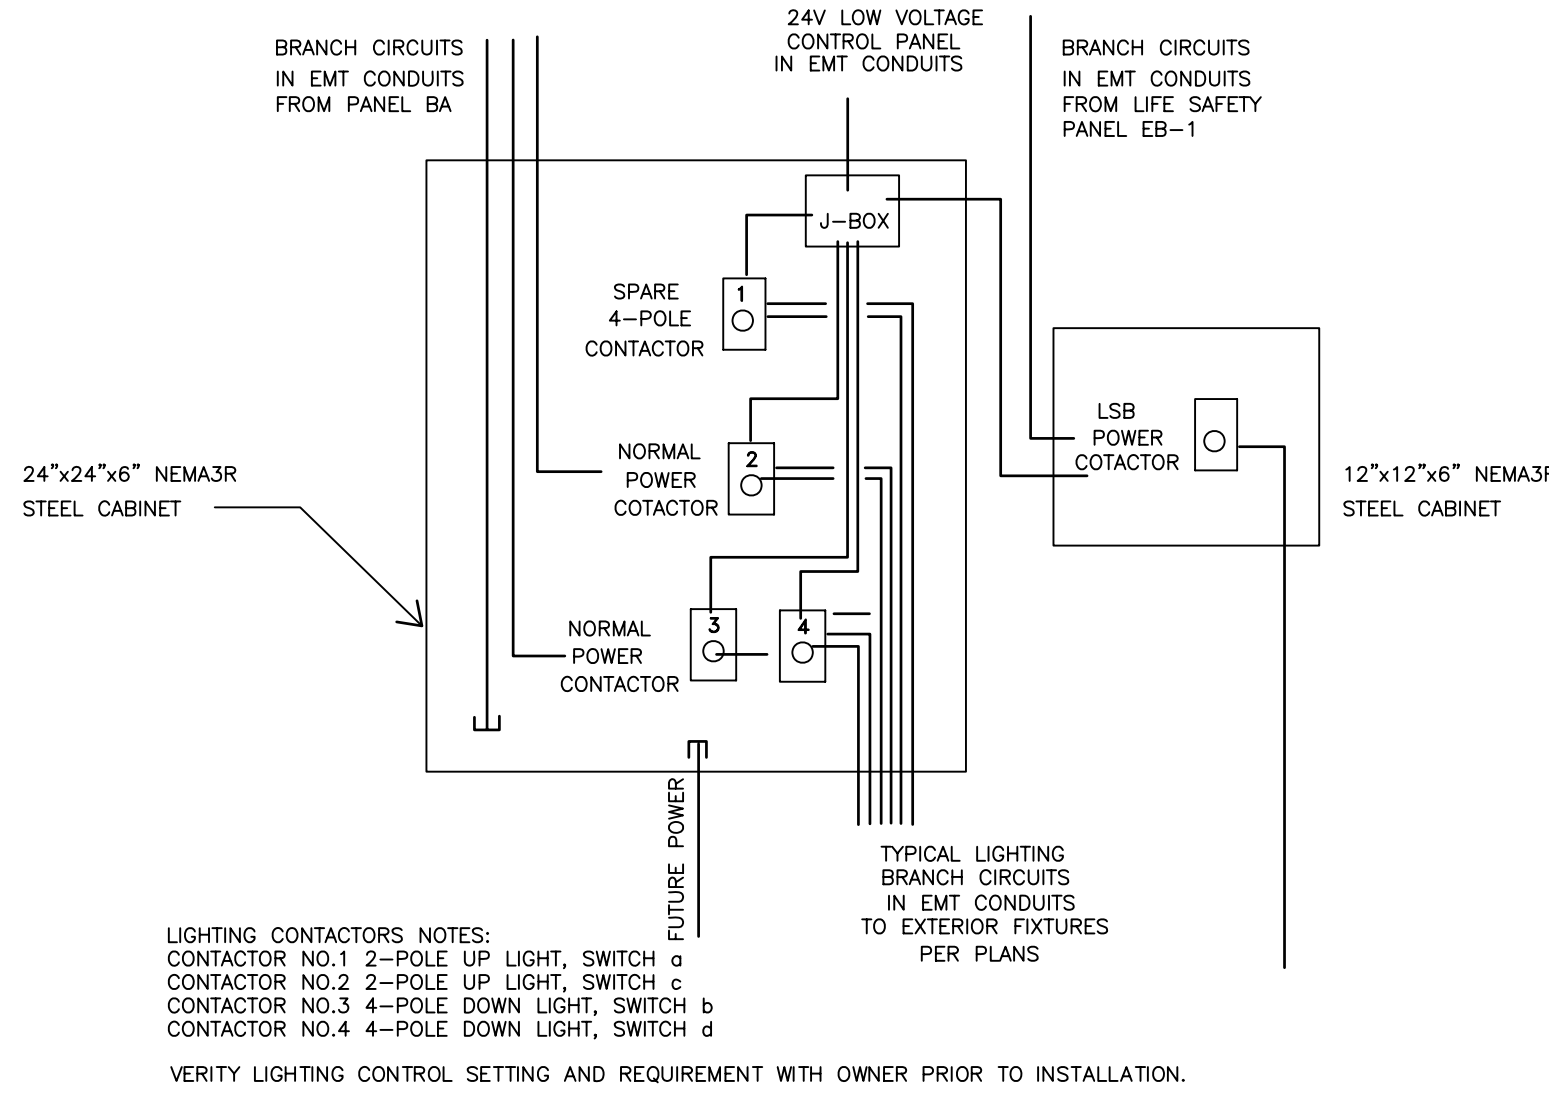 BRANCH CIRCUITS
IN EMT CONDUITS
FROM PANEL BA
24V LOW VOLTAGE
CONTROL PANEL
IN EMT CONDUITS
BRANCH CIRCUITS
IN EMT CONDUITS
FROM LIFE SAFETY
PANEL EB-1
J-BOX
SPARE
4-POLE
CONTACTOR
1
NORMAL
POWER
COTACTOR
2
LSB
POWER
COTACTOR
24"x24"x6" NEMA3R
STEEL CABINET
12"x12"x6" NEMA3R
STEEL CABINET
NORMAL
POWER
CONTACTOR
3
4
FUTURE POWER
TYPICAL LIGHTING
BRANCH CIRCUITS
IN EMT CONDUITS
TO EXTERIOR FIXTURES
PER PLANS
LIGHTING CONTACTORS NOTES:
CONTACTOR NO.1 2-POLE UP LIGHT, SWITCH a
CONTACTOR NO.2 2-POLE UP LIGHT, SWITCH c
CONTACTOR NO.3 4-POLE DOWN LIGHT, SWITCH b
CONTACTOR NO.4 4-POLE DOWN LIGHT, SWITCH d
VERITY LIGHTING CONTROL SETTING AND REQUIREMENT WITH OWNER PRIOR TO INSTALLATION.